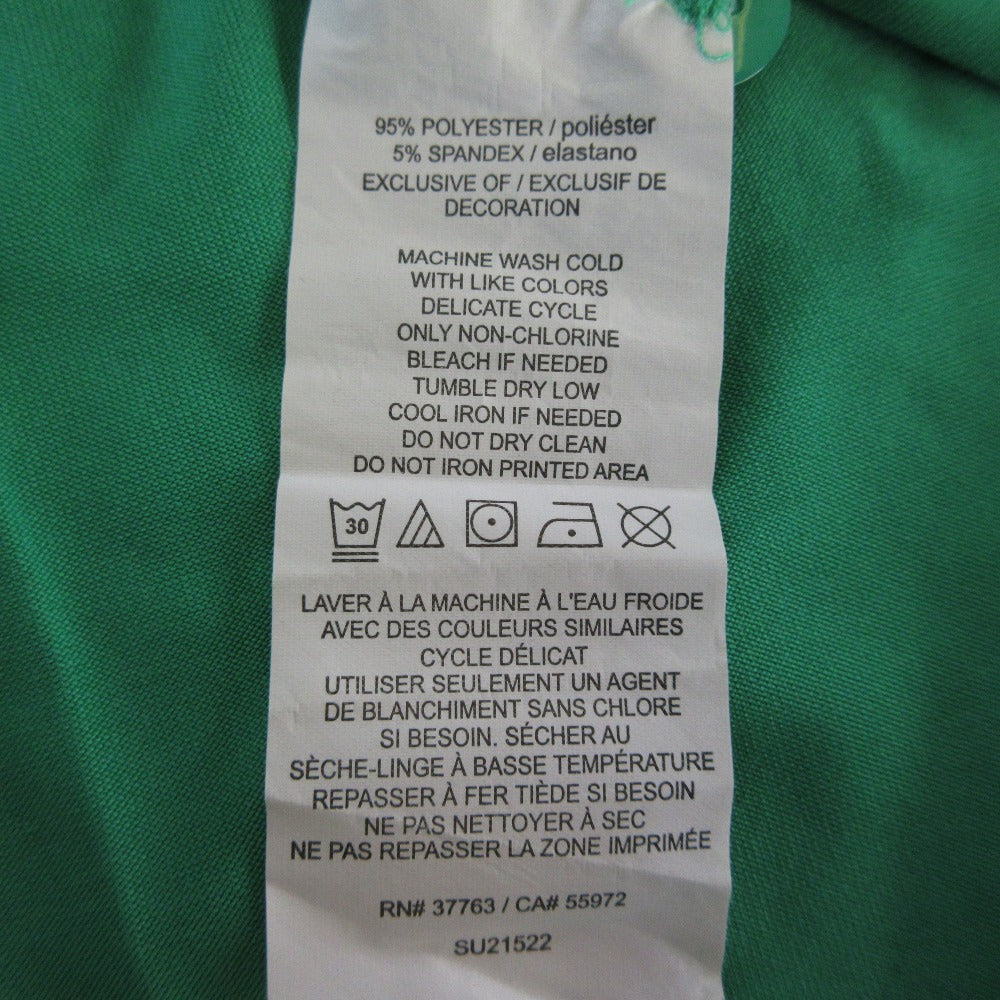 95% POLYESTER / poliéster
5% SPANDEX / elastano
EXCLUSIVE OF / EXCLUSIF DE
DECORATION
MACHINE WASH COLD
WITH LIKE COLORS
DELICATE CYCLE
ONLY NON-CHLORINE
BLEACH IF NEEDED
TUMBLE DRY LOW
COOL IRON IF NEEDED
DO NOT DRY CLEAN
DO NOT IRON PRINTED AREA
30
LAVER À LA MACHINE À L'EAU FROIDE
AVEC DES COULEURS SIMILAIRES
CYCLE DÉLICAT
UTILISER SEULEMENT UN AGENT
DE BLANCHIMENT SANS CHLORE
SI BESOIN. SÉCHER AU
SÈCHE-LINGE À BASSE TEMPÉRATURE
REPASSER À FER TIÈDE SI BESOIN
NE PAS NETTOYER À SEC
NE PAS REPASSER LA ZONE IMPRIMÉE
RN# 37763 / CA# 55972
SU21522